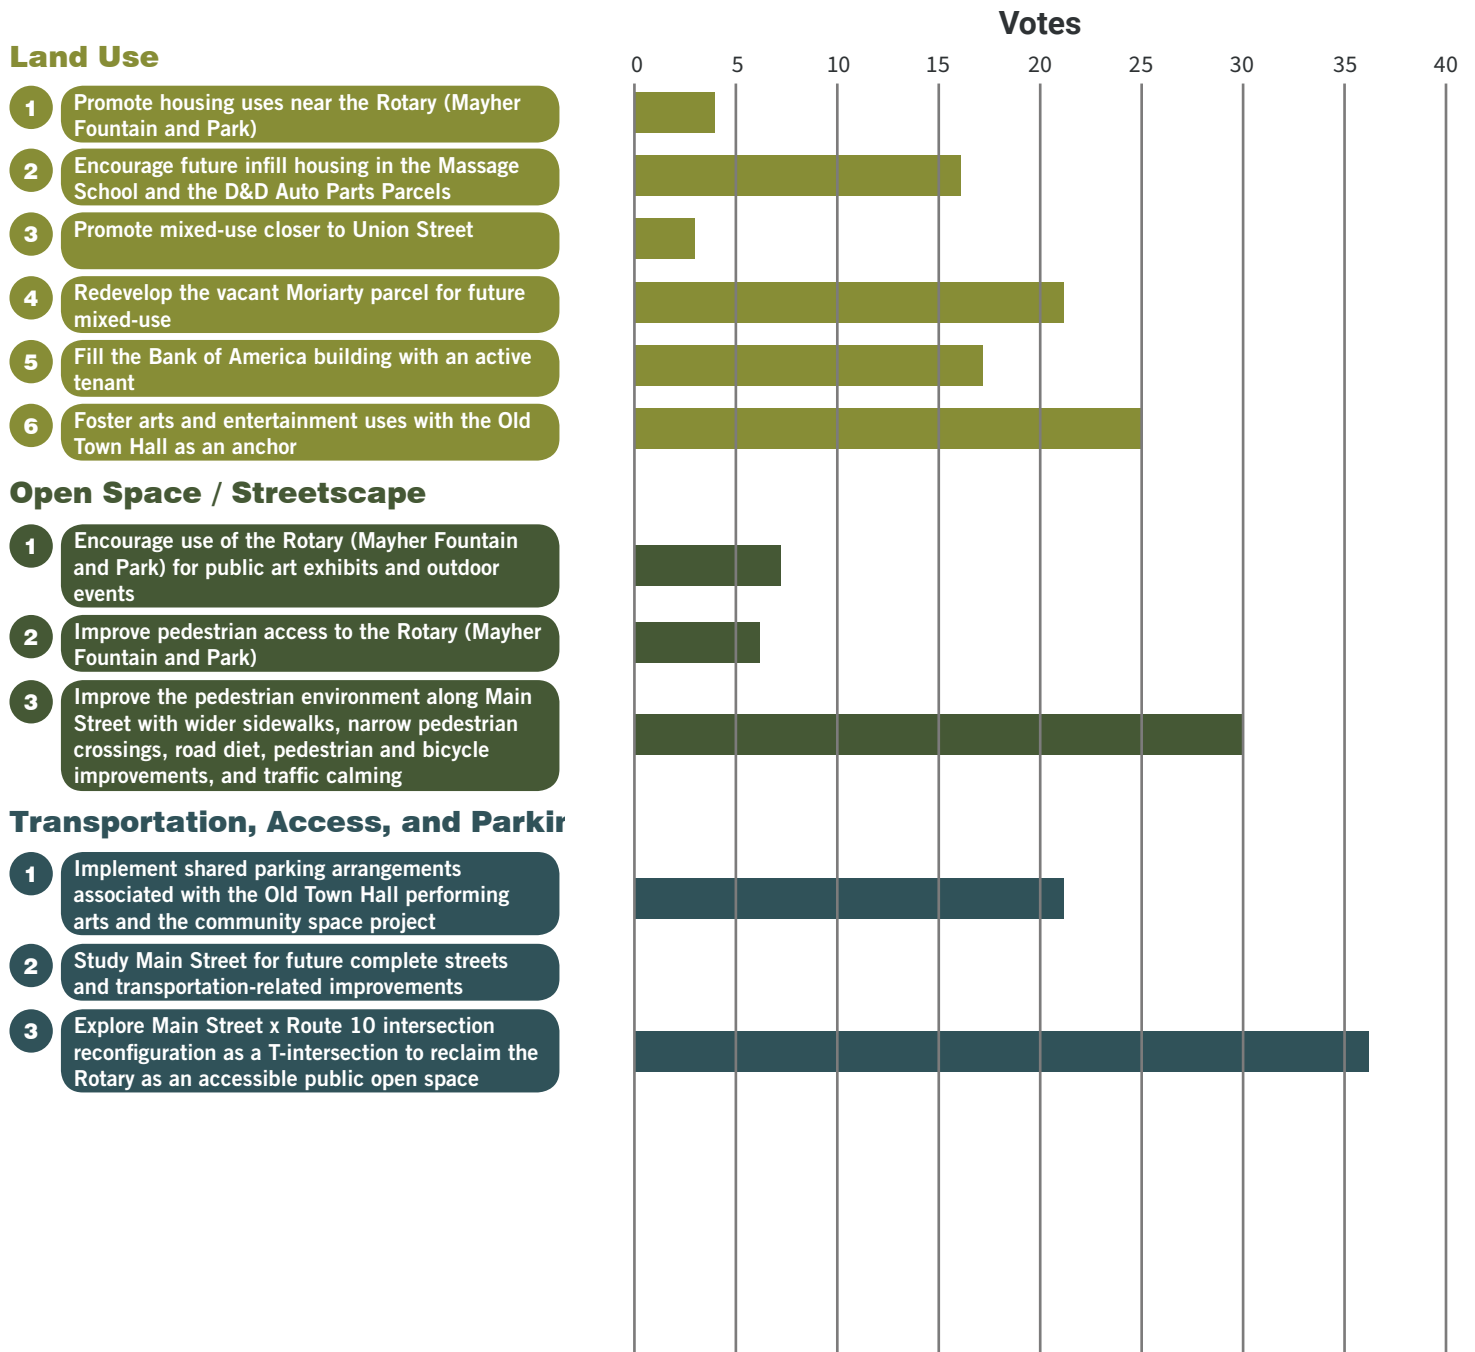 Votes
Land Use
0 5 10 15 20 25 30 35 40
1 Promote housing uses near the Rotary (Mayher
Fountain and Park)
2 Encourage future infill housing in the Massage
School and the D&D Auto Parts Parcels
3 Promote mixed-use closer to Union Street
4 Redevelop the vacant Moriarty parcel for future
mixed-use
5 Fill the Bank of America building with an active
tenant
6 Foster arts and entertainment uses with the Old
Town Hall as an anchor
Open Space / Streetscape
1 Encourage use of the Rotary (Mayher Fountain
and Park) for public art exhibits and outdoor
events
2 Improve pedestrian access to the Rotary (Mayher
Fountain and Park)
3 Improve the pedestrian environment along Main
Street with wider sidewalks, narrow pedestrian
crossings, road diet, pedestrian and bicycle
improvements, and traffic calming
Transportation, Access, and Parkin
1 Implement shared parking arrangements
associated with the Old Town Hall performing
arts and the community space project
2 Study Main Street for future complete streets
and transportation-related improvements
3 Explore Main Street x Route 10 intersection
reconfiguration as a T-intersection to reclaim the
Rotary as an accessible public open space